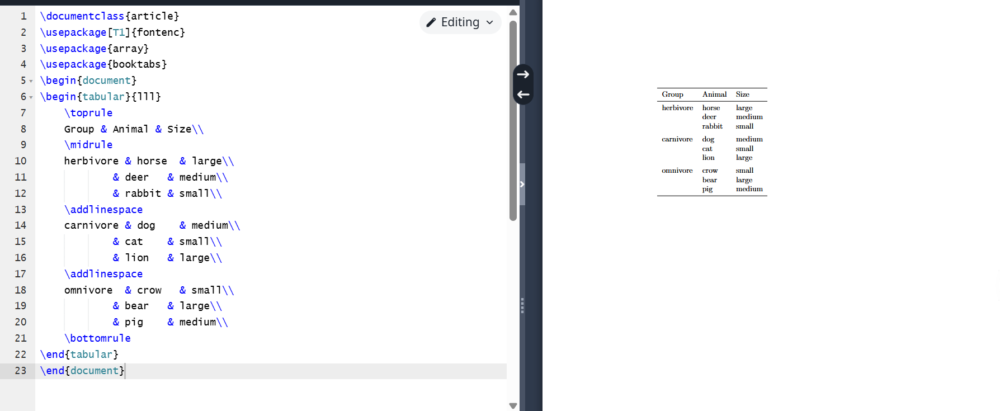 1 \documentclass{article}
2 \usepackage[T1]{fontenc}
3 \usepackage{array}
4 \usepackage{booktabs}
5 \begin{document}
6 \begin{tabular}{lll}
7     \toprule
8     Group & Animal & Size\\
9     \midrule
10     herbivore & horse  & large\\
11             & deer   & medium\\
12             & rabbit & small\\
13     \addlinespace
14     carnivore & dog    & medium\\
15             & cat    & small\\
16             & lion   & large\\
17     \addlinespace
18     omnivore  & crow   & small\\
19             & bear   & large\\
20             & pig    & medium\\
21     \bottomrule
22 \end{tabular}
23 \end{document}
Editing
Group Animal Size
herbivore horse large
deer medium
rabbit small
carnivore dog medium
cat small
lion large
omnivore crow small
bear large
pig medium